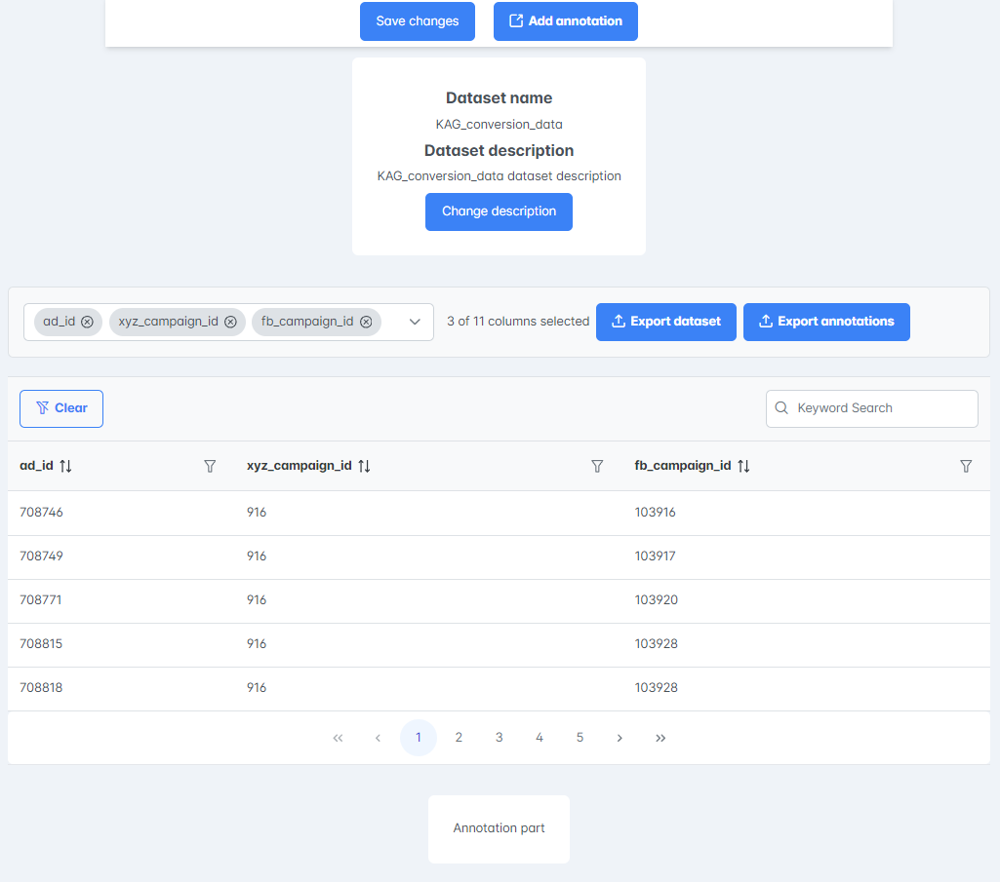 Save changes Add annotation
Dataset name
KAG_conversion_data
Dataset description
KAG_conversion_data dataset description
Change description
ad_id xyz_campaign_id fb_campaign_id 3 of 11 columns selected Export dataset Export annotations
Clear Keyword Search
ad_id xyz_campaign_id fb_campaign_id
708746 916 103916
708749 916 103917
708771 916 103920
708815 916 103928
708818 916 103928
« ‹ 1 2 3 4 5 › »
Annotation part